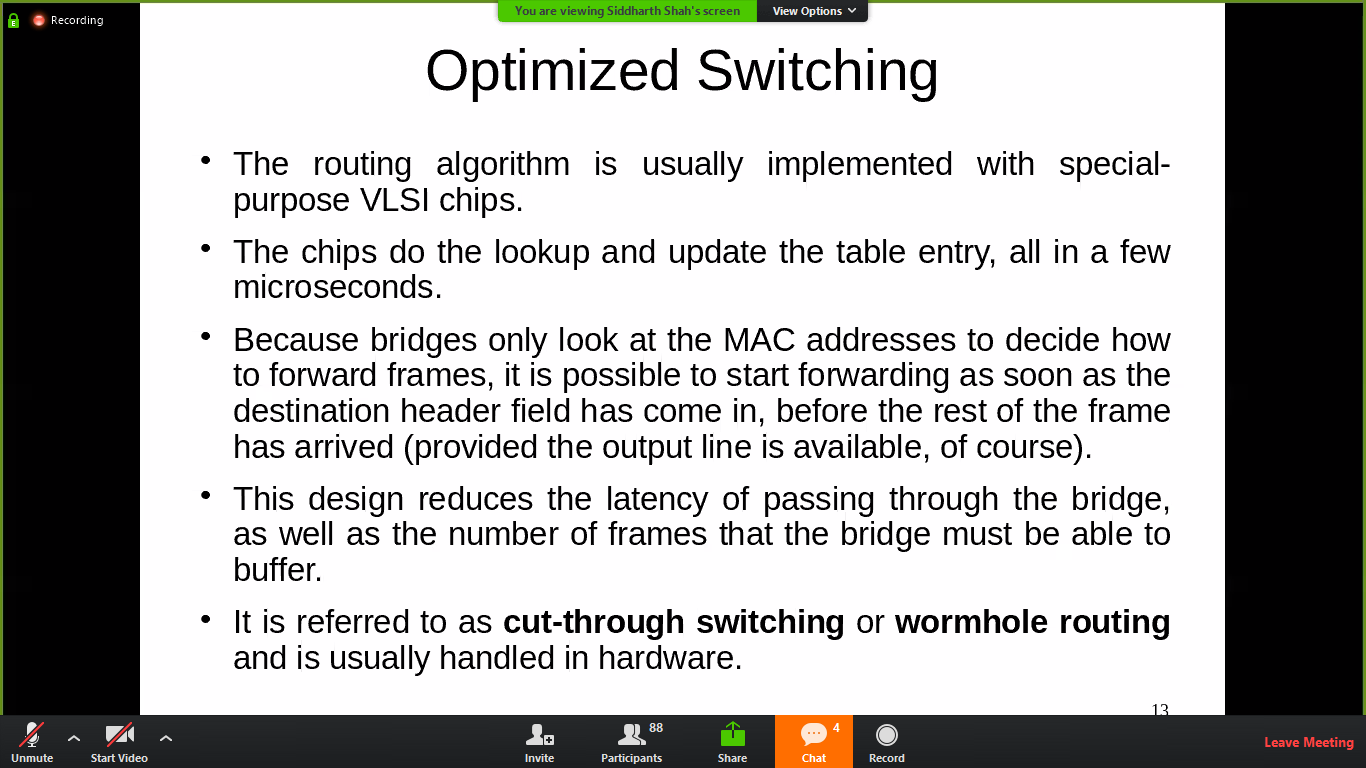 Recording
You are viewing Siddharth Shah's screen
View Options
Optimized Switching
• The routing algorithm is usually implemented with special-
purpose VLSI chips.
• The chips do the lookup and update the table entry, all in a few
microseconds.
• Because bridges only look at the MAC addresses to decide how
to forward frames, it is possible to start forwarding as soon as the
destination header field has come in, before the rest of the frame
has arrived (provided the output line is available, of course).
• This design reduces the latency of passing through the bridge,
as well as the number of frames that the bridge must be able to
buffer.
• It is referred to as cut-through switching or wormhole routing
and is usually handled in hardware.
13
Unmute
Start Video
Invite
88
Participants
Share
4
Chat
Record
Leave Meeting